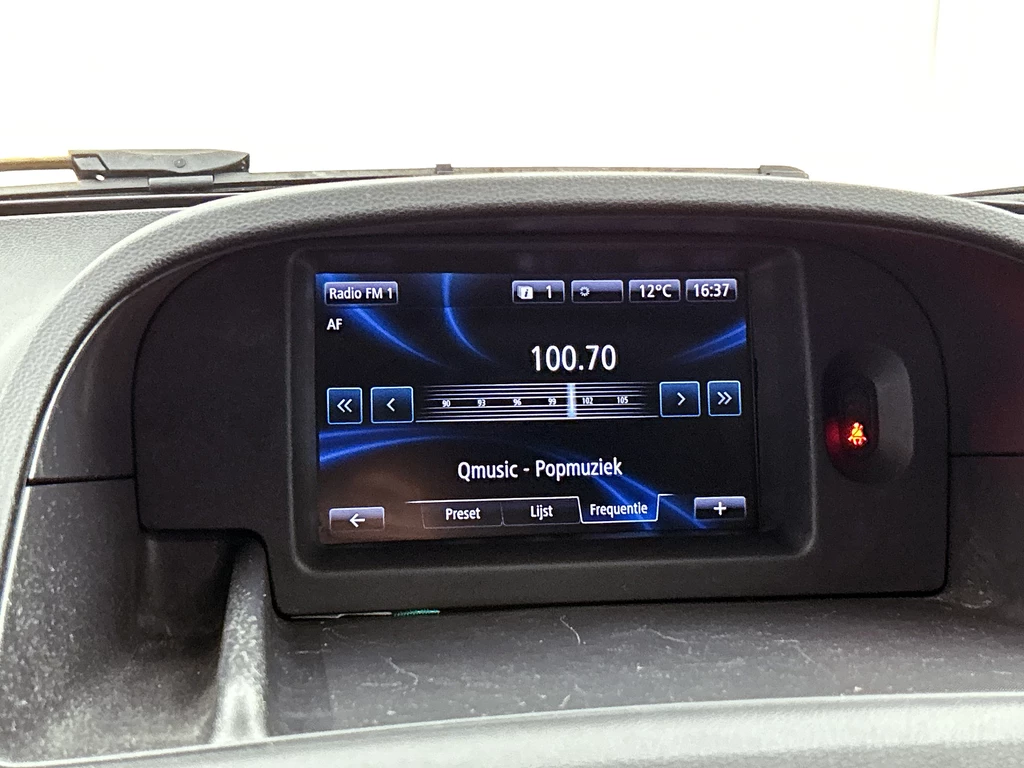 Radio FM 1 i 1 12°C 16:37
AF
100.70
90 93 96 99 102 105
Qmusic - Popmuziek
Preset Lijst Frequentie +